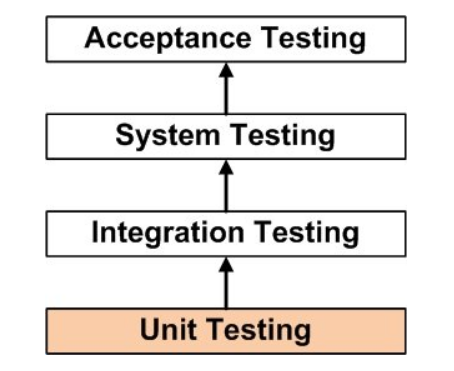 Acceptance Testing
System Testing
Integration Testing
Unit Testing